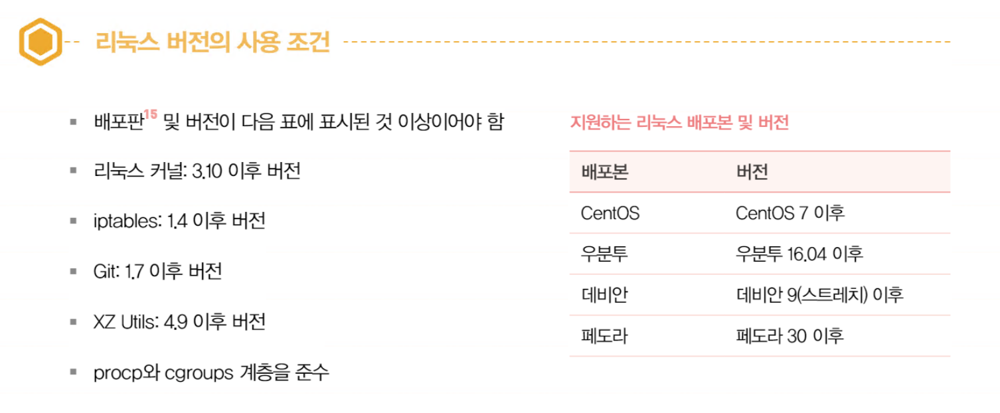 리눅스 버전의 사용 조건
▪ 배포판15 및 버전이 다음 표에 표시된 것 이상이어야 함
▪ 리눅스 커널: 3.10 이후 버전
▪ iptables: 1.4 이후 버전
▪ Git: 1.7 이후 버전
▪ XZ Utils: 4.9 이후 버전
▪ procp와 cgroups 계층을 준수
지원하는 리눅스 배포본 및 버전
배포본 버전
CentOS CentOS 7 이후
우분투 우분투 16.04 이후
데비안 데비안 9(스트레치) 이후
페도라 페도라 30 이후